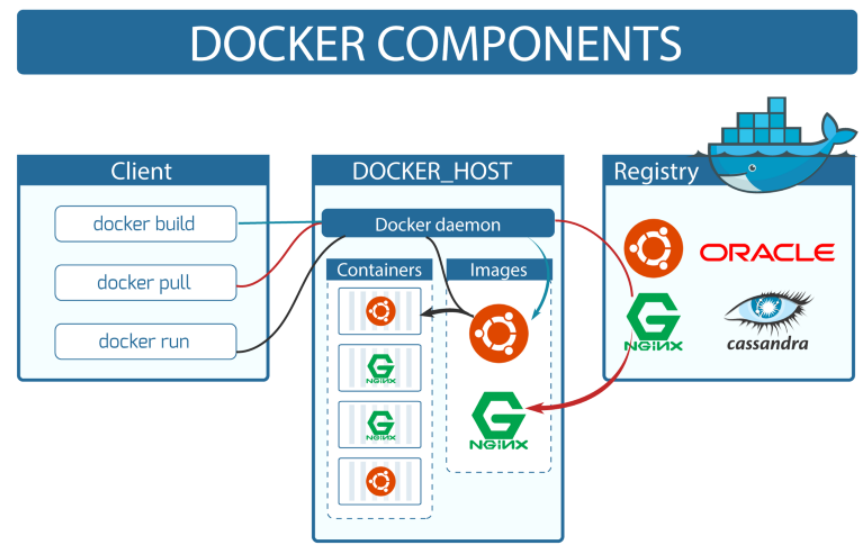 DOCKER COMPONENTS
Client
docker build
docker pull
docker run
DOCKER_HOST
Docker daemon
Containers
NGINX
NGINX
Images
NGINX
Registry
ORACLE
NGINX
cassandra